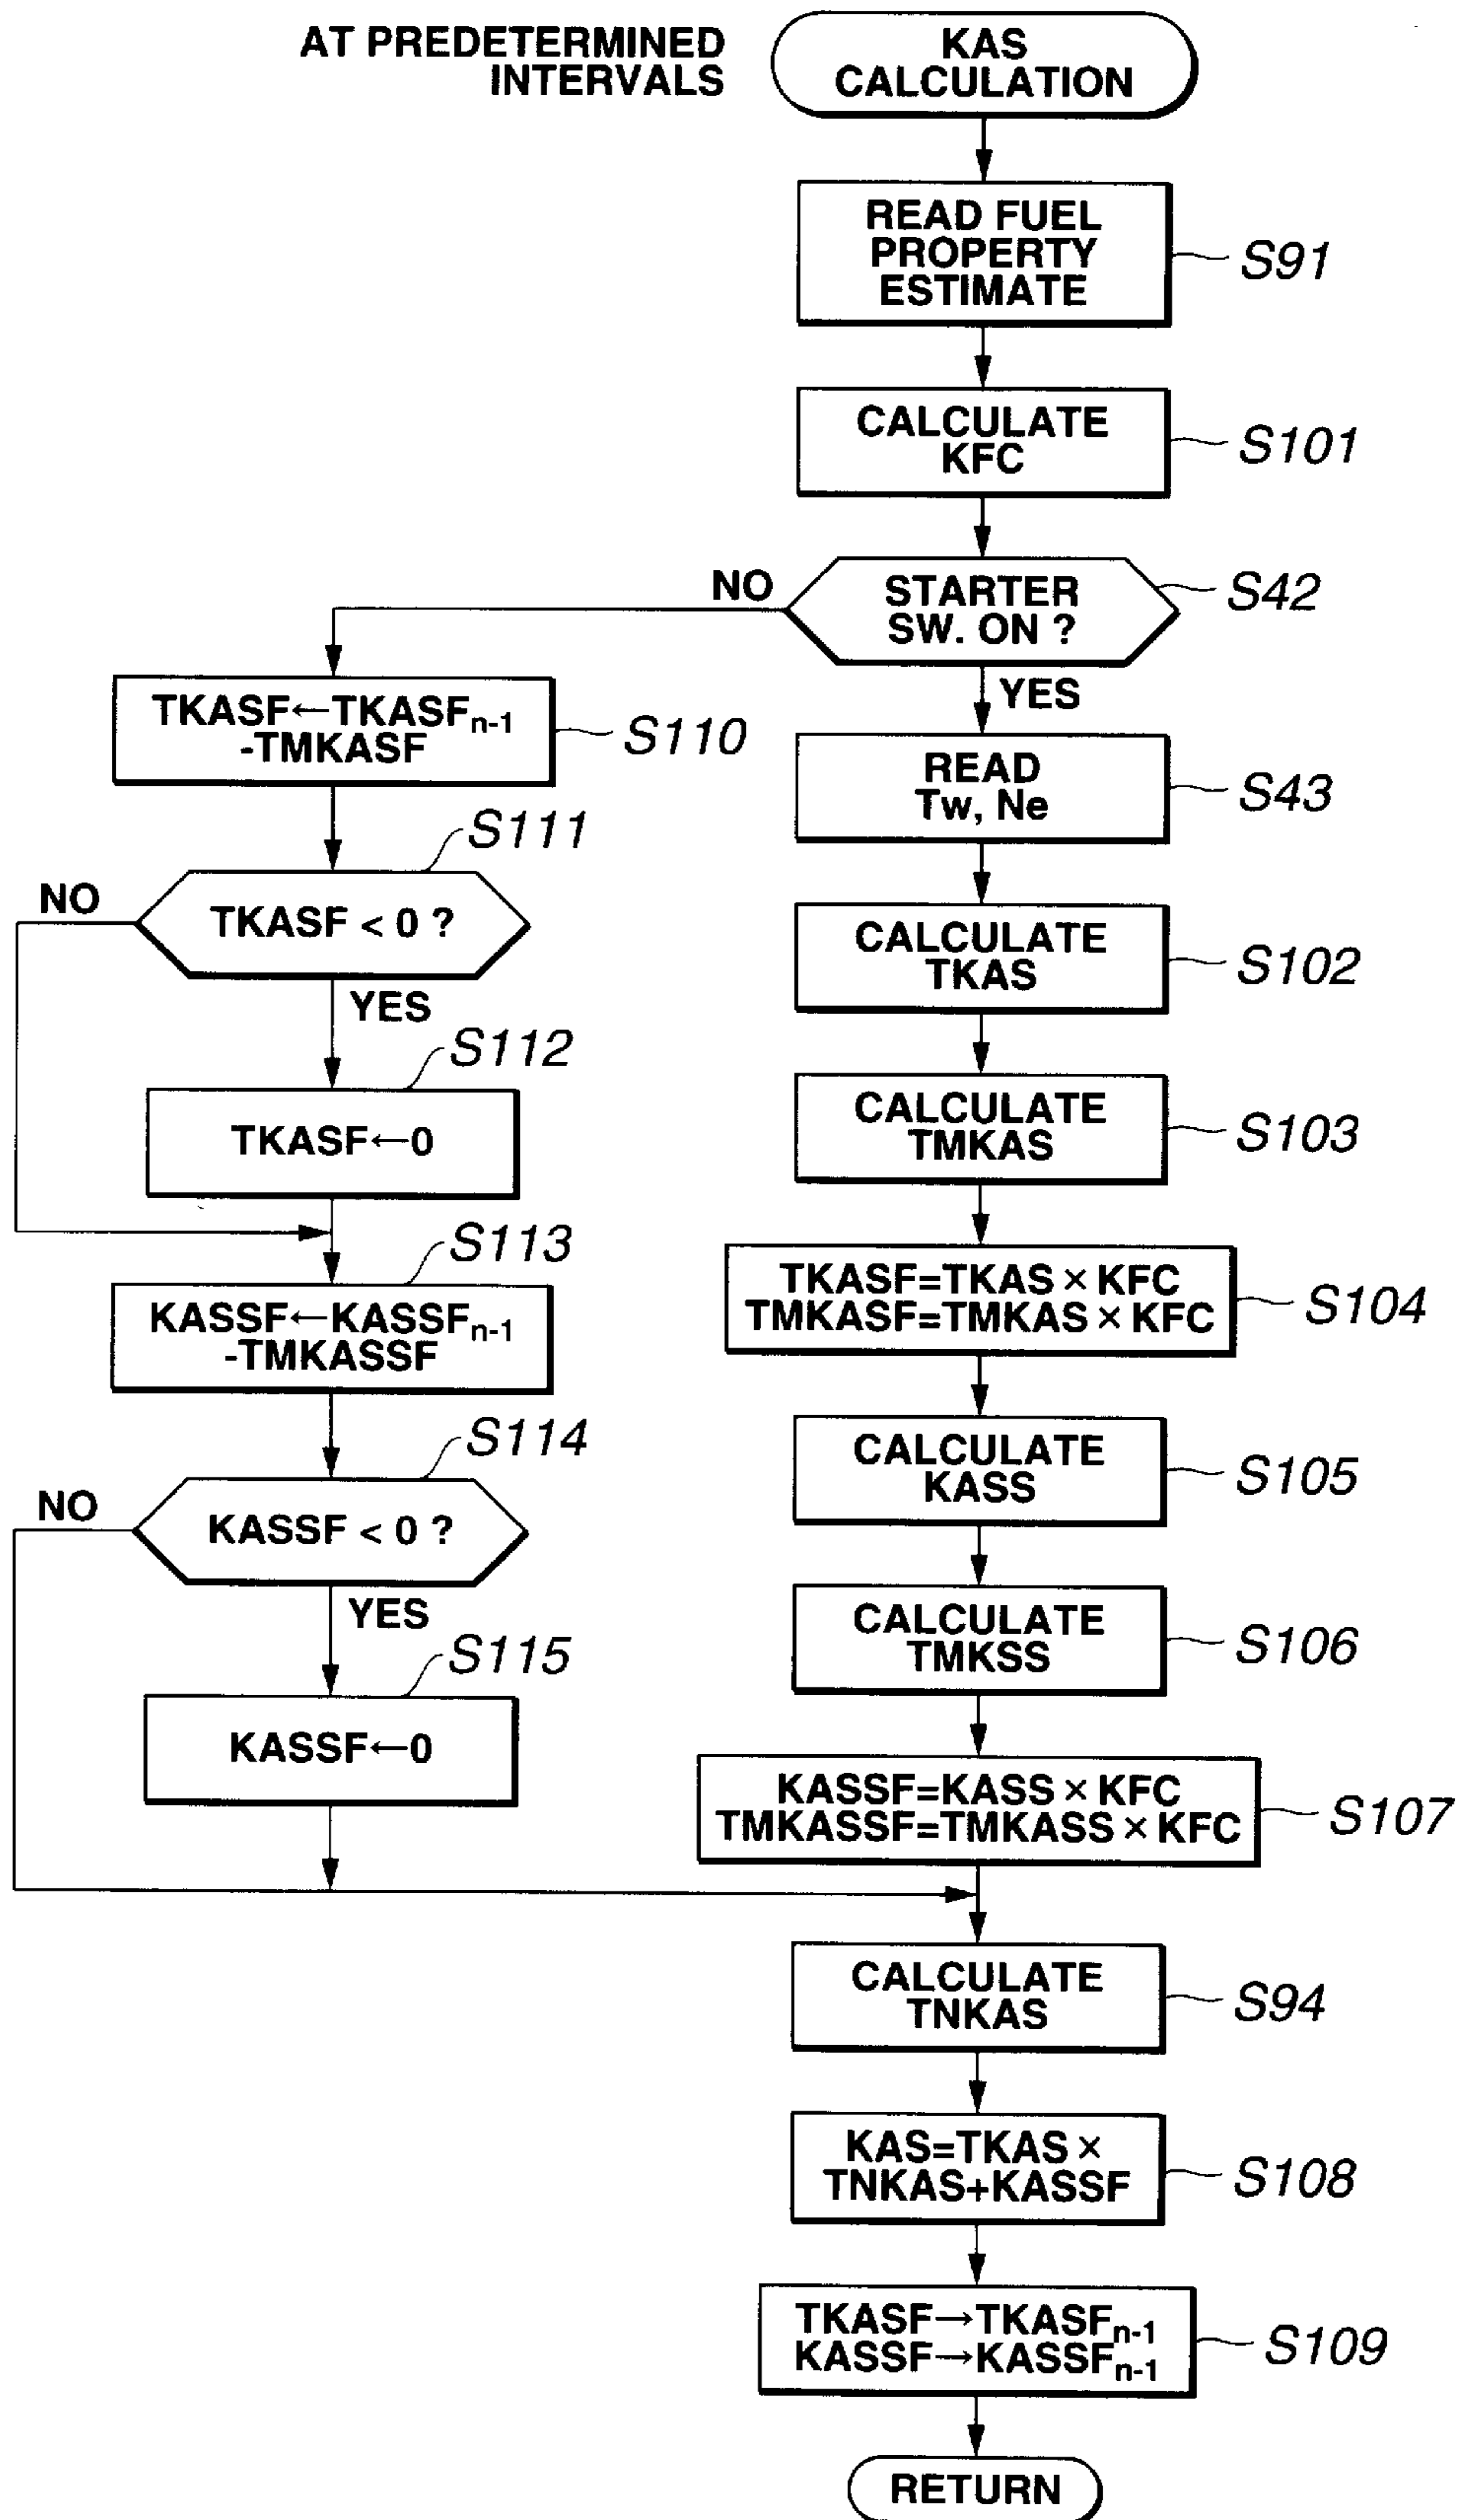 AT PREDETERMINED
INTERVALS
KAS
CALCULATION
READ FUEL
PROPERTY
ESTIMATE
S91
CALCULATE
KFC
S101
STARTER
SW. ON ?
S42
NO
YES
TKASF←TKASFn-1
-TMKASF
S110
S111
TKASF < 0 ?
NO
YES
S112
TKASF←0
S113
KASSF←KASSFn-1
-TMKASSF
S114
KASSF < 0 ?
NO
YES
S115
KASSF←0
READ
Tw, Ne
S43
CALCULATE
TKAS
S102
CALCULATE
TMKAS
S103
TKASF=TKAS × KFC
TMKASF=TMKAS × KFC
S104
CALCULATE
KASS
S105
CALCULATE
TMKSS
S106
KASSF=KASS × KFC
TMKASSF=TMKASS × KFC
S107
CALCULATE
TNKAS
S94
KAS=TKAS ×
TNKAS+KASSF
S108
TKASF→TKASFn-1
KASSF→KASSFn-1
S109
RETURN